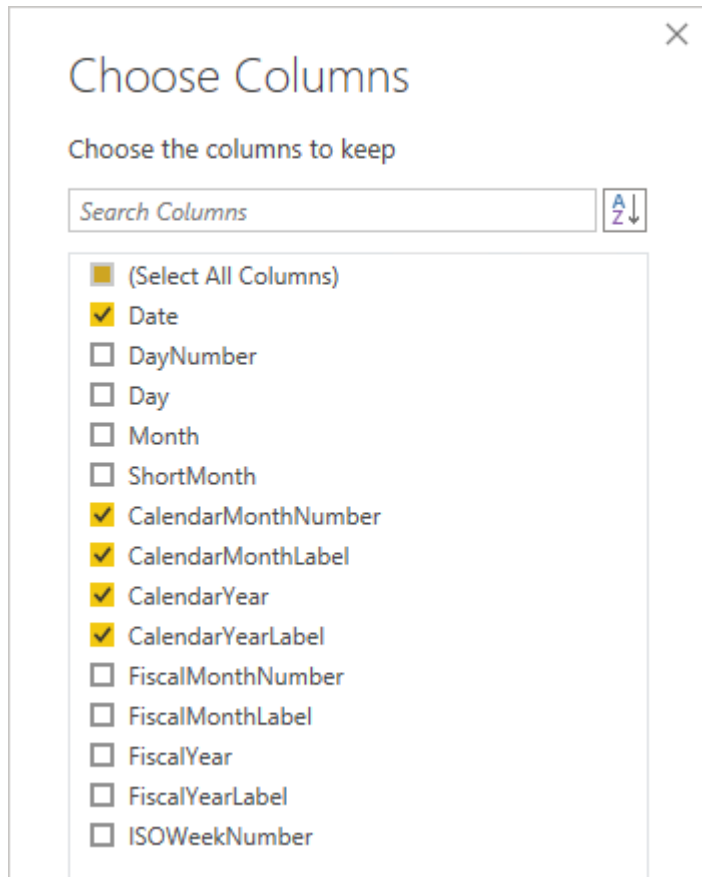 Choose Columns
Choose the columns to keep
Search Columns
AZ
(Select All Columns)
Date
DayNumber
Day
Month
ShortMonth
CalendarMonthNumber
CalendarMonthLabel
CalendarYear
CalendarYearLabel
FiscalMonthNumber
FiscalMonthLabel
FiscalYear
FiscalYearLabel
ISOWeekNumber